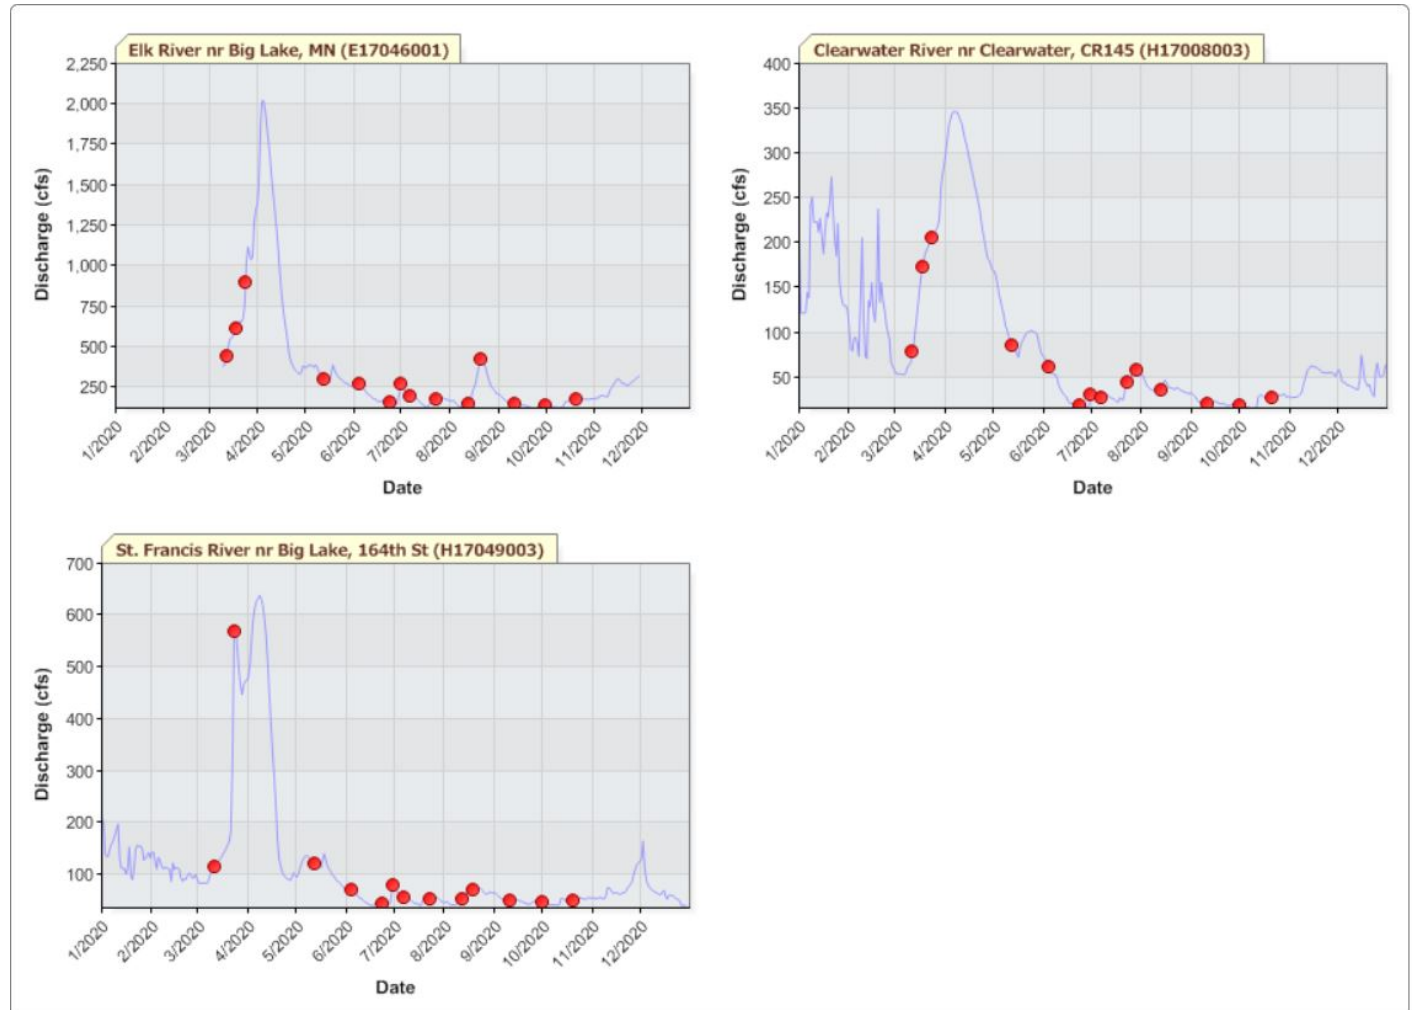 Elk River nr Big Lake, MN (E17046001)
2,250
2,000
1,750
1,500
1,250
1,000
750
500
250
Discharge (cfs)
1/2020 2/2020 3/2020 4/2020 5/2020 6/2020 7/2020 8/2020 9/2020 10/2020 11/2020 12/2020
Date
Clearwater River nr Clearwater, CR145 (H17008003)
400
350
300
250
200
150
100
50
Discharge (cfs)
1/2020 2/2020 3/2020 4/2020 5/2020 6/2020 7/2020 8/2020 9/2020 10/2020 11/2020 12/2020
Date
St. Francis River nr Big Lake, 164th St (H17049003)
700
600
500
400
300
200
100
Discharge (cfs)
1/2020 2/2020 3/2020 4/2020 5/2020 6/2020 7/2020 8/2020 9/2020 10/2020 11/2020 12/2020
Date